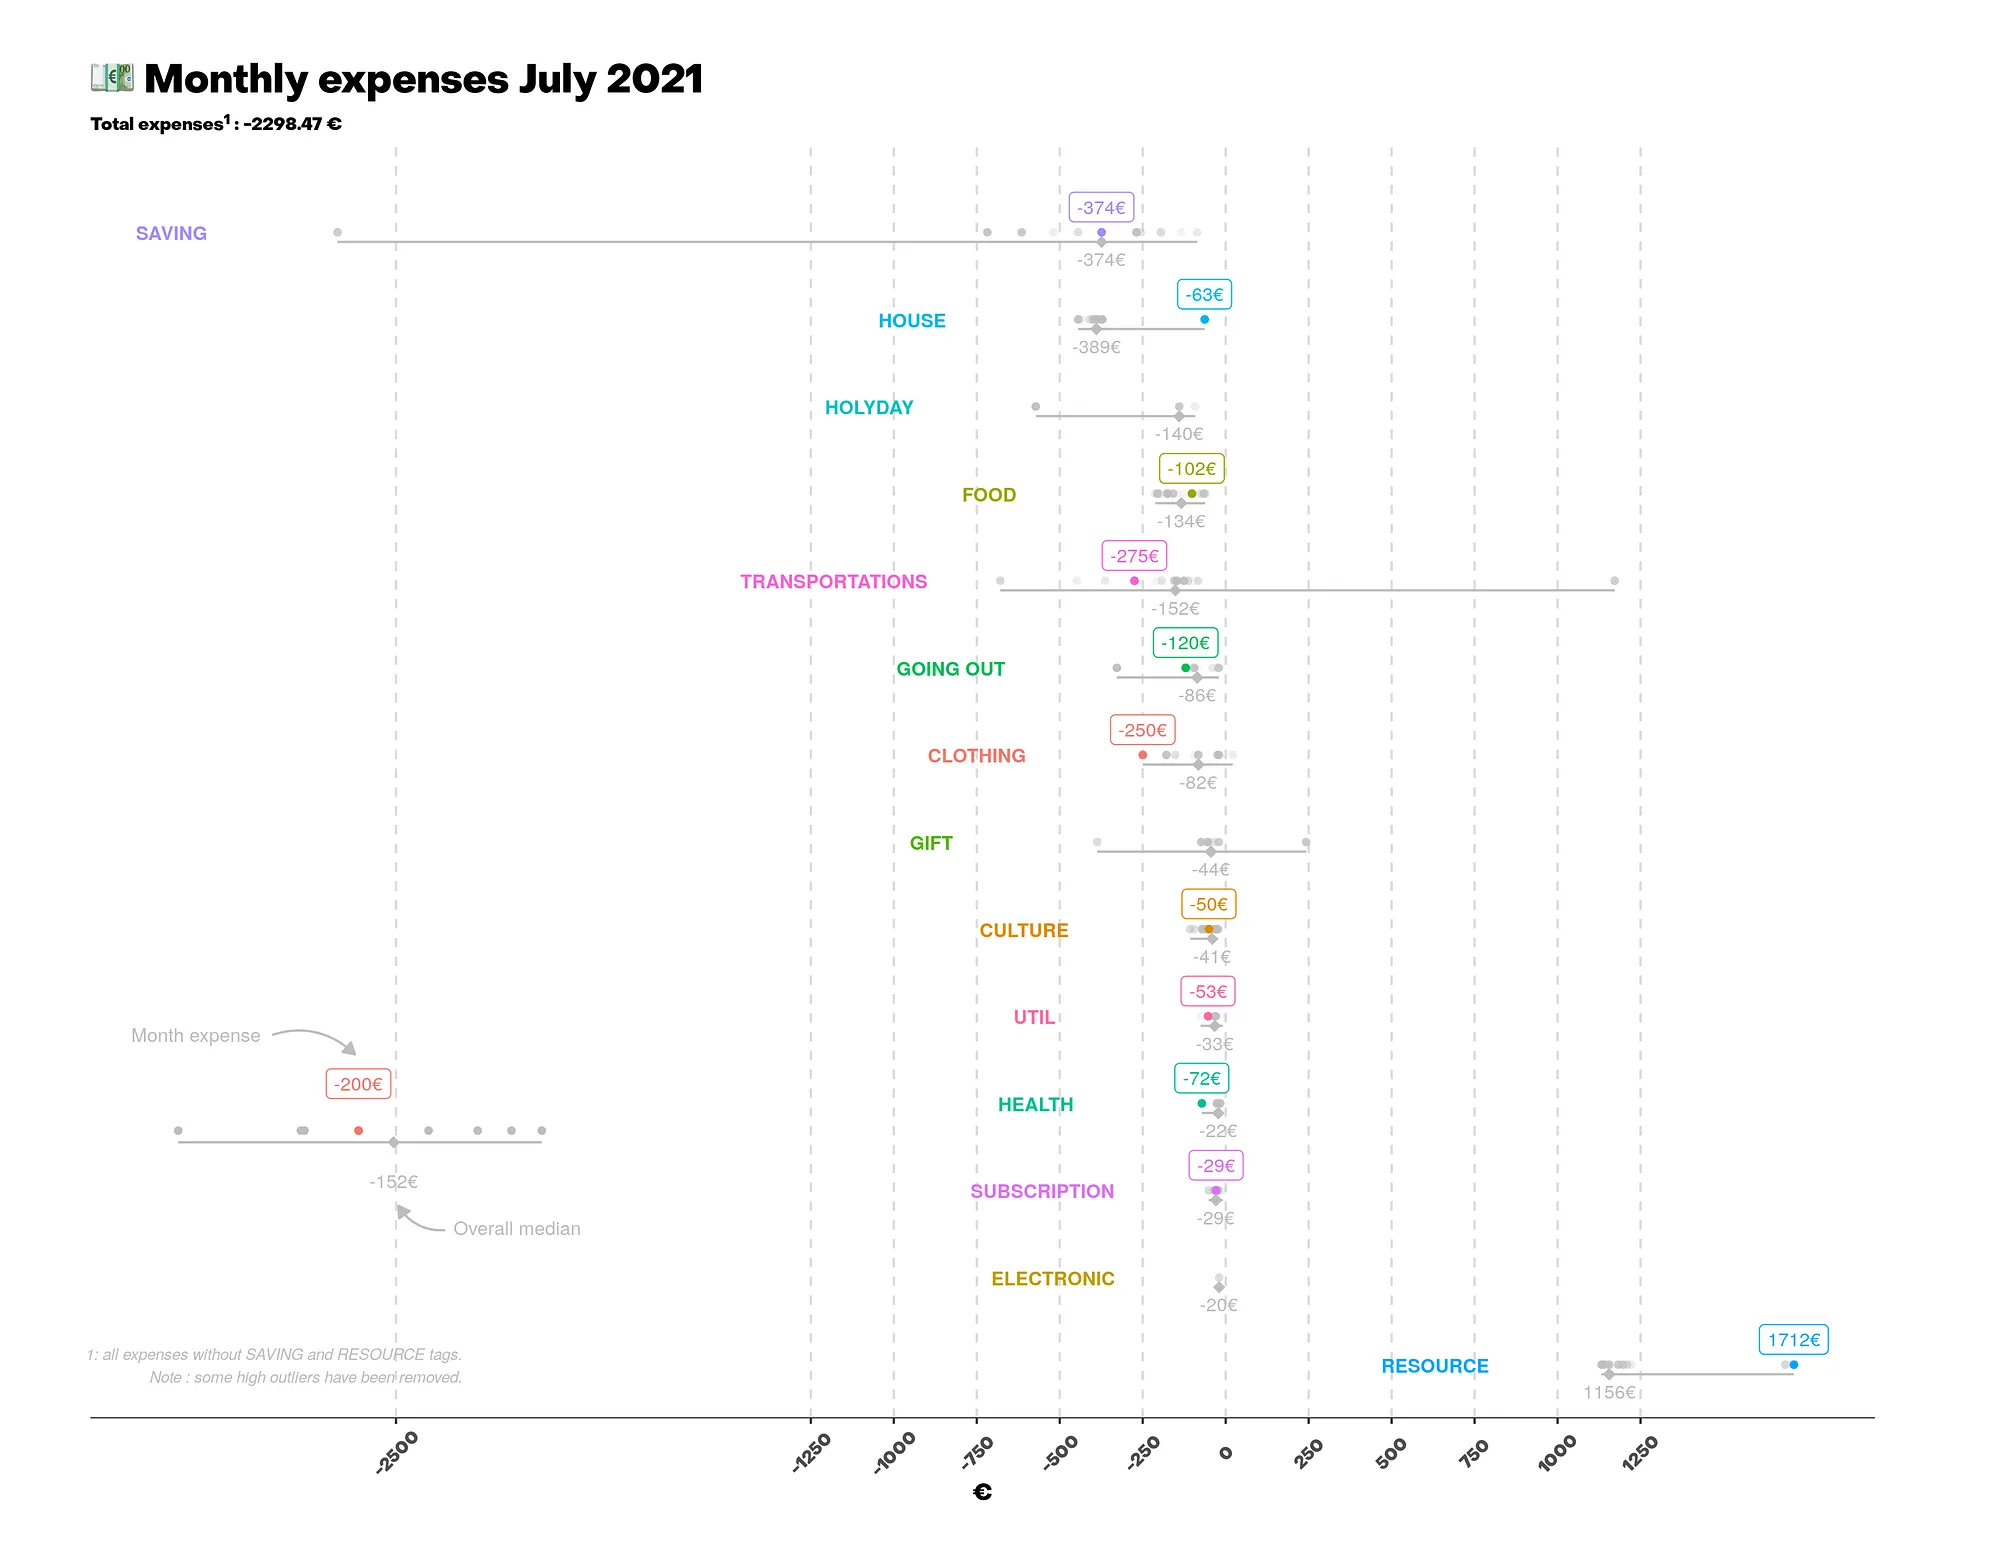 Monthly expenses July 2021
Total expenses¹ : -2298.47 €
-374€
SAVING
-374€
-63€
HOUSE
-389€
HOLYDAY
-140€
-102€
FOOD
-134€
-275€
TRANSPORTATIONS
-152€
-120€
GOING OUT
-86€
-250€
CLOTHING
-82€
GIFT
-44€
-50€
CULTURE
-41€
-53€
UTIL
-33€
Month expense
-200€
-152€
Overall median
-72€
HEALTH
-22€
-29€
SUBSCRIPTION
-29€
ELECTRONIC
-20€
1712€
RESOURCE
1156€
1: all expenses without SAVING and RESOURCE tags.
Note : some high outliers have been removed.
-2500 -1250 -1000 -750 -500 -250 0 250 500 750 1000 1250
€